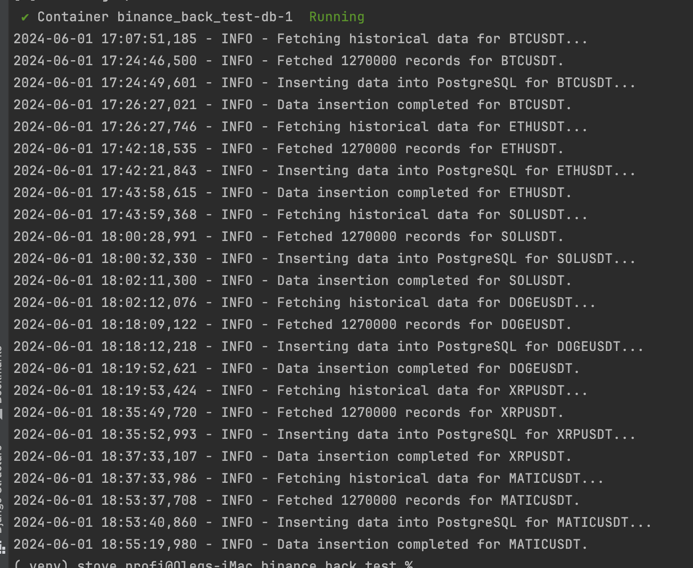 ✔ Container binance_back_test-db-1  Running
2024-06-01 17:07:51,185 - INFO - Fetching historical data for BTCUSDT...
2024-06-01 17:24:46,500 - INFO - Fetched 1270000 records for BTCUSDT.
2024-06-01 17:24:49,601 - INFO - Inserting data into PostgreSQL for BTCUSDT...
2024-06-01 17:26:27,021 - INFO - Data insertion completed for BTCUSDT.
2024-06-01 17:26:27,746 - INFO - Fetching historical data for ETHUSDT...
2024-06-01 17:42:18,535 - INFO - Fetched 1270000 records for ETHUSDT.
2024-06-01 17:42:21,843 - INFO - Inserting data into PostgreSQL for ETHUSDT...
2024-06-01 17:43:58,615 - INFO - Data insertion completed for ETHUSDT.
2024-06-01 17:43:59,368 - INFO - Fetching historical data for SOLUSDT...
2024-06-01 18:00:28,991 - INFO - Fetched 1270000 records for SOLUSDT.
2024-06-01 18:00:32,330 - INFO - Inserting data into PostgreSQL for SOLUSDT...
2024-06-01 18:02:11,300 - INFO - Data insertion completed for SOLUSDT.
2024-06-01 18:02:12,076 - INFO - Fetching historical data for DOGEUSDT...
2024-06-01 18:18:09,122 - INFO - Fetched 1270000 records for DOGEUSDT.
2024-06-01 18:18:12,218 - INFO - Inserting data into PostgreSQL for DOGEUSDT...
2024-06-01 18:19:52,621 - INFO - Data insertion completed for DOGEUSDT.
2024-06-01 18:19:53,424 - INFO - Fetching historical data for XRPUSDT...
2024-06-01 18:35:49,720 - INFO - Fetched 1270000 records for XRPUSDT.
2024-06-01 18:35:52,993 - INFO - Inserting data into PostgreSQL for XRPUSDT...
2024-06-01 18:37:33,107 - INFO - Data insertion completed for XRPUSDT.
2024-06-01 18:37:33,986 - INFO - Fetching historical data for MATICUSDT...
2024-06-01 18:53:37,708 - INFO - Fetched 1270000 records for MATICUSDT.
2024-06-01 18:53:40,860 - INFO - Inserting data into PostgreSQL for MATICUSDT...
2024-06-01 18:55:19,980 - INFO - Data insertion completed for MATICUSDT.